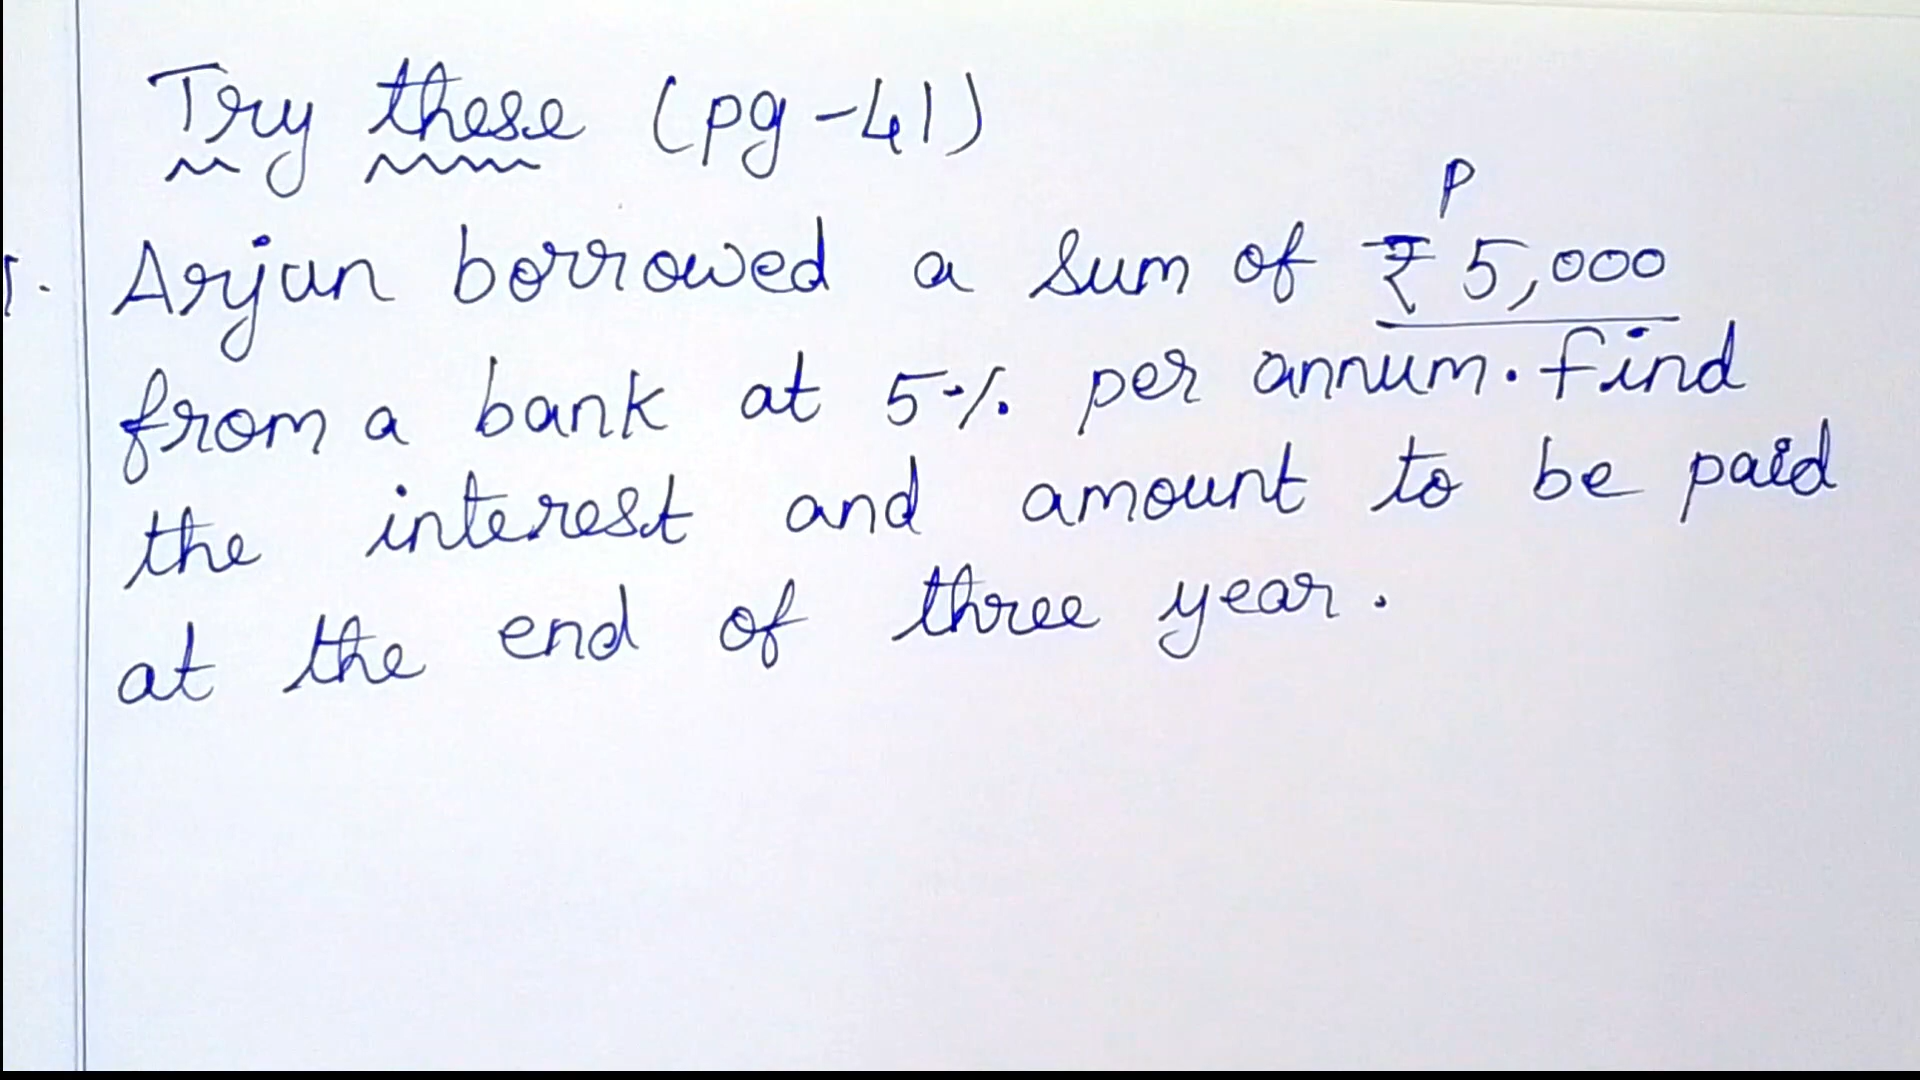 Try these (pg-41)
P
1. Arjun borrowed a sum of ₹ 5,000
from a bank at 5% per annum. find
the interest and amount to be paid
at the end of three year.